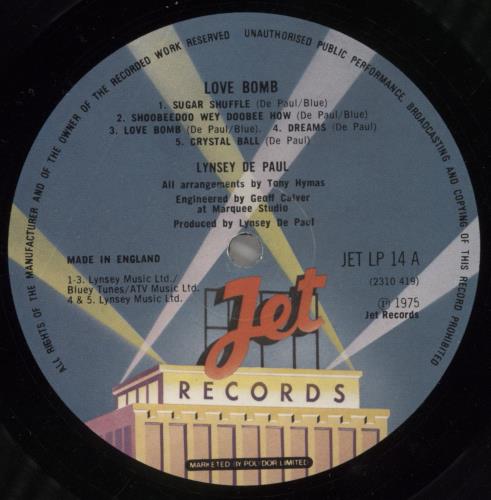 ALL RIGHTS OF THE MANUFACTURER AND OF THE OWNER OF THE RECORDED WORK RESERVED UNAUTHORISED PUBLIC PERFORMANCE, BROADCASTING AND COPYING OF THIS RECORD PROHIBITED
LOVE BOMB
1. SUGAR SHUFFLE (De Paul/Blue)
2. SHOOBEEDOO WEY DOOBEE HOW (De Paul/Blue)
3. LOVE BOMB (De Paul/Blue). 4. DREAMS (De Paul)
5. CRYSTAL BALL (De Paul)
LYNSEY DE PAUL
All arrangements by Tony Hymas
Engineered by Geoff Calver
at Marquee Studio
Produced by Lynsey De Paul
MADE IN ENGLAND
1-3. Lynsey Music Ltd./
Bluey Tunes/ATV Music Ltd.
4 & 5. Lynsey Music Ltd.
JET LP 14 A
(2310 419)
Ⓟ 1975
Jet Records
Jet
RECORDS
MARKETED BY POLYDOR LIMITED